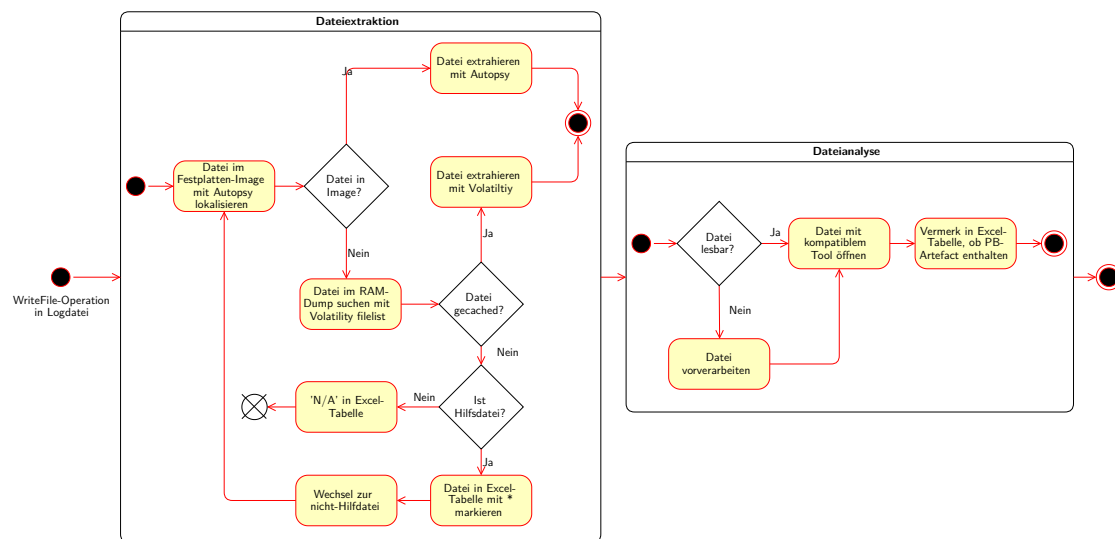 Dateiextraktion
Datei extrahieren
mit Autopsy
Ja
Datei im
Festplatten-Image
mit Autopsy
lokalisieren
Datei in
Image?
Datei extrahieren
mit Volatiltiy
Ja
Nein
WriteFile-Operation
in Logdatei
Datei im RAM-
Dump suchen mit
Volatility filelist
Datei
gecached?
Nein
'N/A' in Excel-
Tabelle
Nein
Ist
Hilfsdatei?
Ja
Wechsel zur
nicht-Hilfdatei
Datei in Excel-
Tabelle mit *
markieren
Dateianalyse
Datei
lesbar?
Ja
Datei mit
kompatiblem
Tool öffnen
Vermerk in Excel-
Tabelle, ob PB-
Artefact enthalten
Nein
Datei
vorverarbeiten